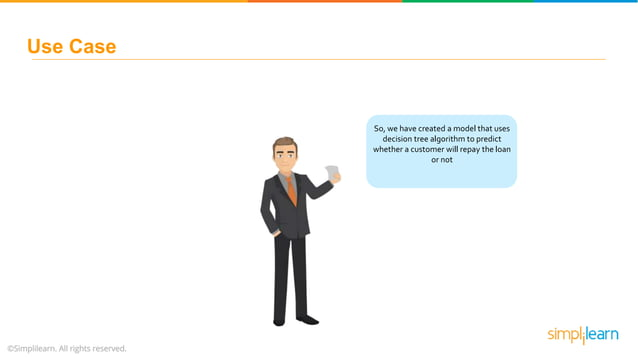 Use Case
So, we have created a model that uses
decision tree algorithm to predict
whether a customer will repay the loan
or not
©Simplilearn. All rights reserved.
simplilearn